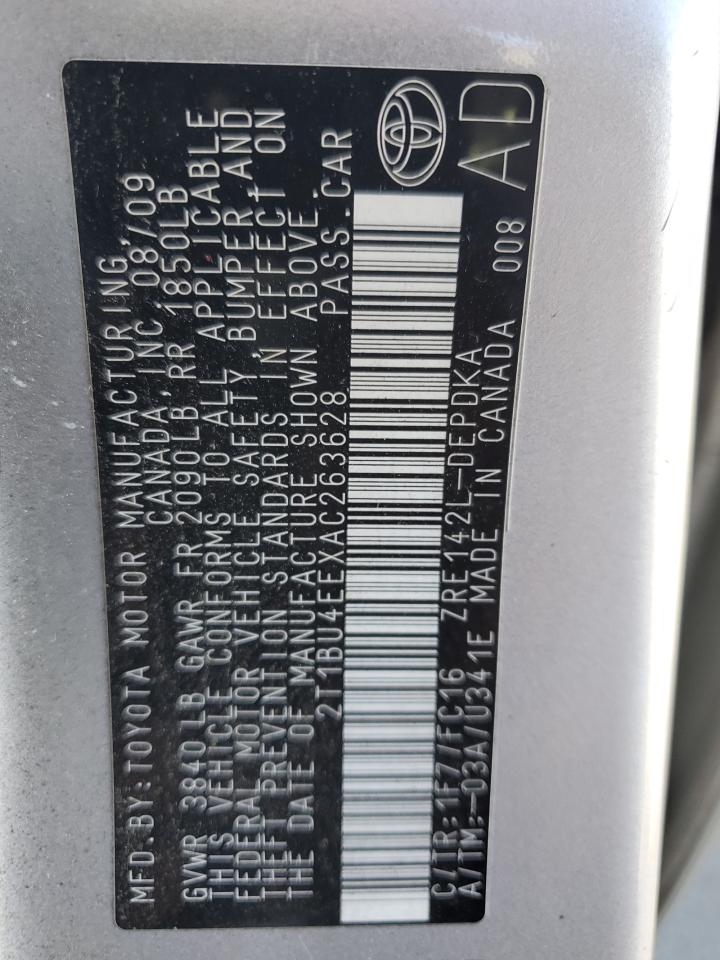 MFD.BY:TOYOTA MOTOR MANUFACTURING,
CANADA, INC. 08/09
GVWR 3840LB GAWR FR 2090LB,RR 1850LB
THIS VEHICLE CONFORMS TO ALL APPLICABLE
FEDERAL MOTOR VEHICLE SAFETY, BUMPER,AND
THEFT PREVENTION STANDARDS IN EFFECT ON
THE DATE OF MANUFACTURE SHOWN ABOVE.
2T1BU4EEXAC263628 PASS.CAR
C/TR:1F7/FC16 ZRE142L-DEPDKA
A/TM:-03A/U341E MADE IN CANADA 008
AD